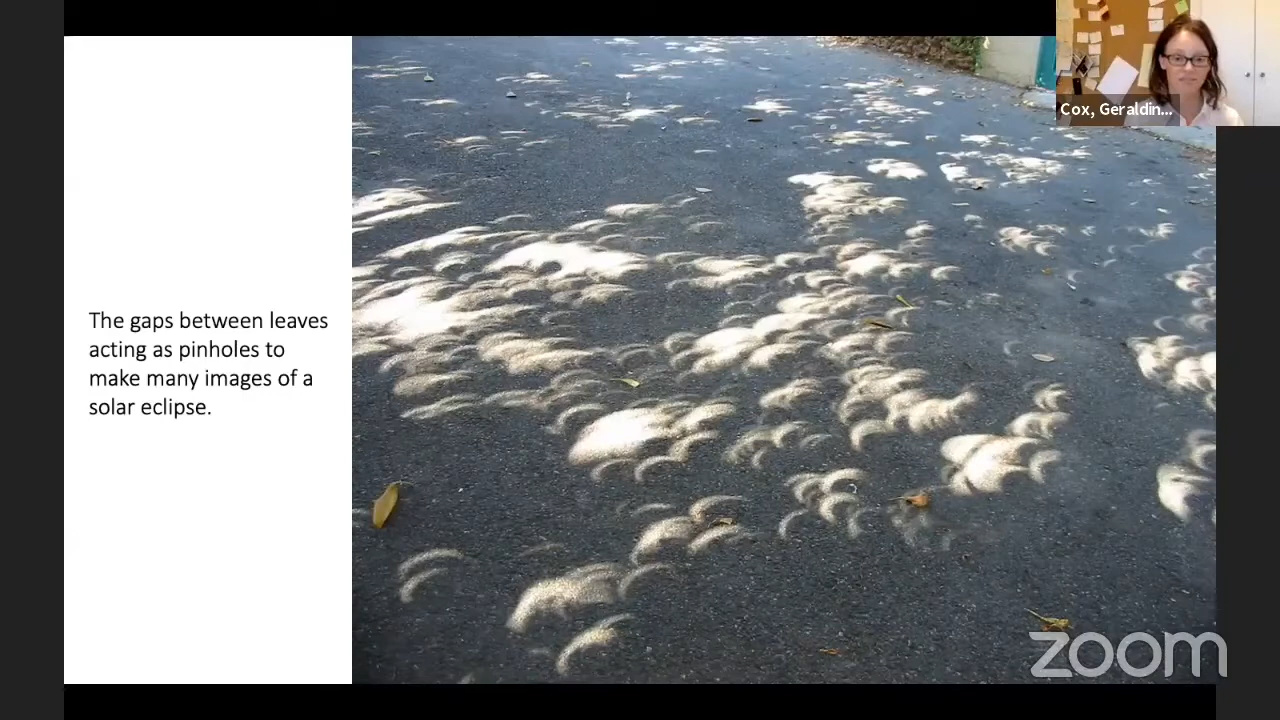 Cox, Geraldin...
The gaps between leaves
acting as pinholes to
make many images of a
solar eclipse.
zoom